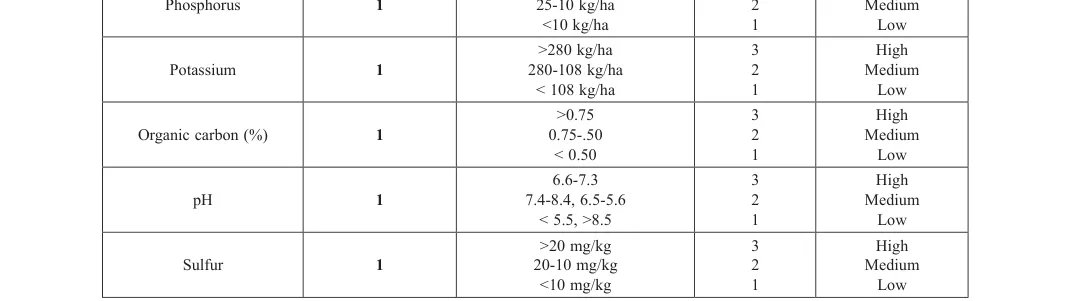 Phosphorus 1 25-10 kg/ha 2 Medium
<10 kg/ha 1 Low
>280 kg/ha 3 High
Potassium 1 280-108 kg/ha 2 Medium
< 108 kg/ha 1 Low
>0.75 3 High
Organic carbon (%) 1 0.75-.50 2 Medium
< 0.50 1 Low
6.6-7.3 3 High
pH 1 7.4-8.4, 6.5-5.6 2 Medium
< 5.5, >8.5 1 Low
>20 mg/kg 3 High
Sulfur 1 20-10 mg/kg 2 Medium
<10 mg/kg 1 Low